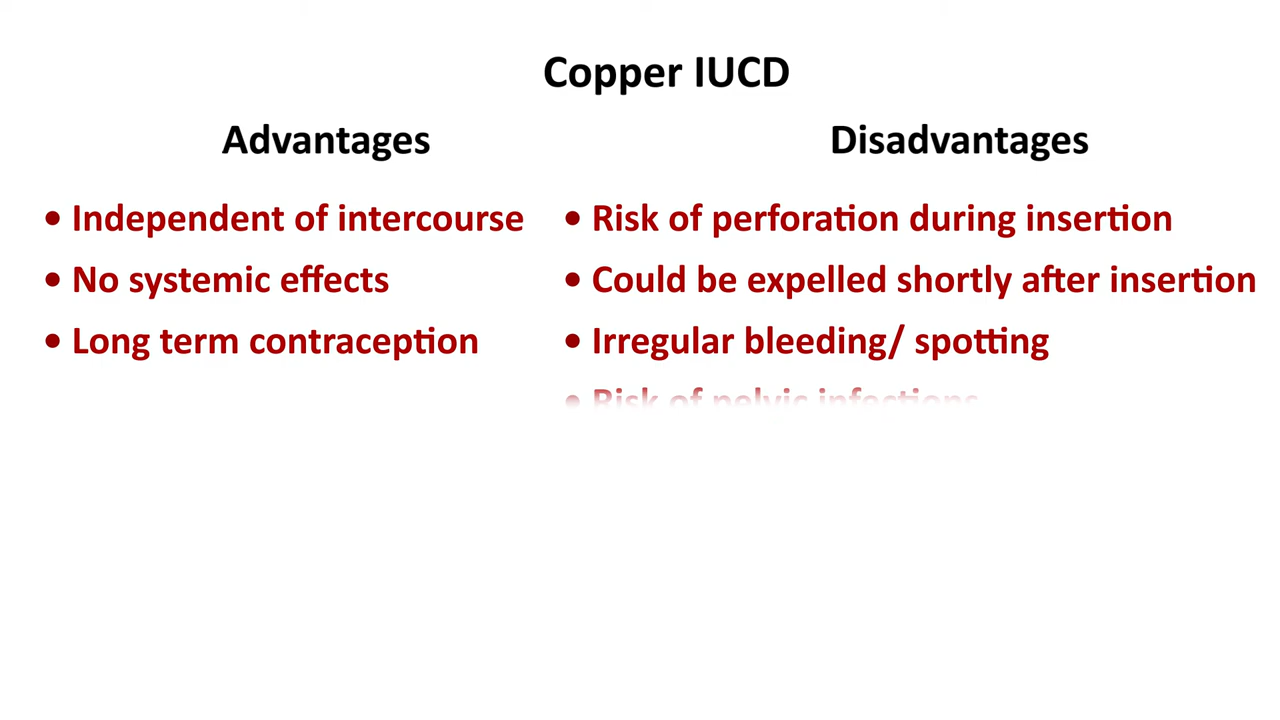 Copper IUCD
Advantages
Disadvantages
• Independent of intercourse
• No systemic effects
• Long term contraception
• Risk of perforation during insertion
• Could be expelled shortly after insertion
• Irregular bleeding/ spotting
• Risk of pelvic infections